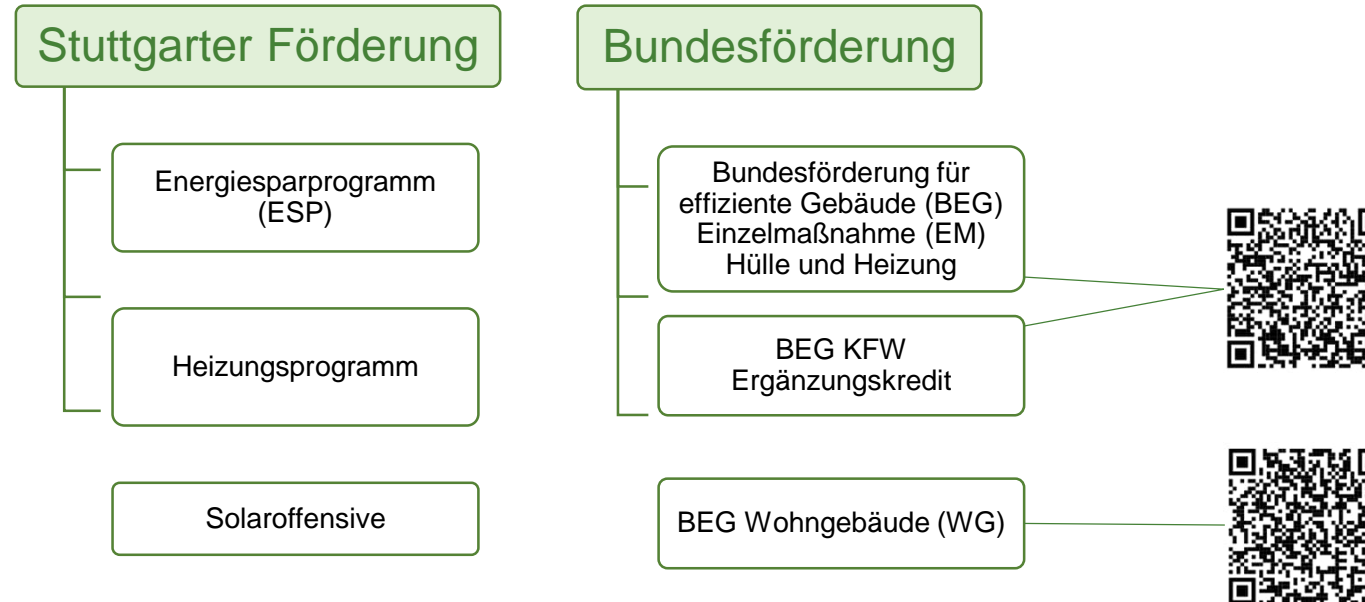 Stuttgarter Förderung
Energiesparprogramm
(ESP)
Heizungsprogramm
Solaroffensive
Bundesförderung
Bundesförderung für
effiziente Gebäude (BEG)
Einzelmaßnahme (EM)
Hülle und Heizung
BEG KFW
Ergänzungskredit
BEG Wohngebäude (WG)